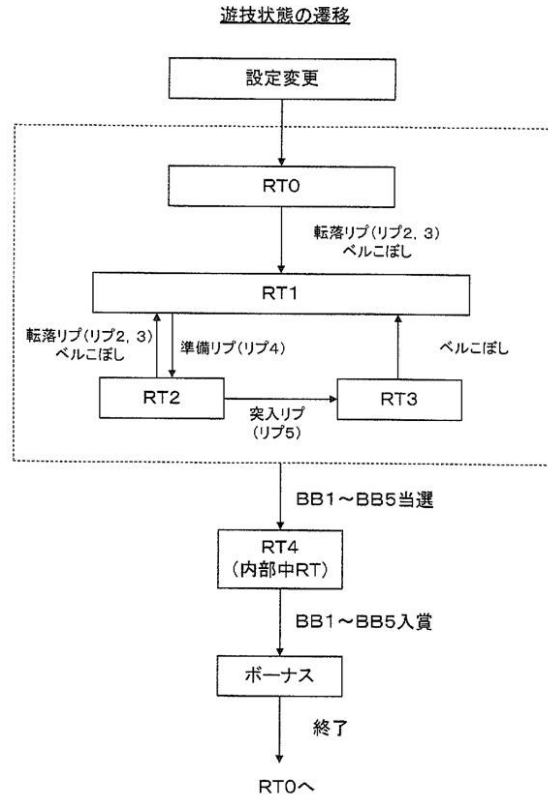 遊技状態の遷移
設定変更
RT0
転落リプ(リプ2, 3)
ベルこぼし
RT1
転落リプ(リプ2, 3)
ベルこぼし
準備リプ(リプ4)
ベルこぼし
RT2
突入リプ
(リプ5)
RT3
BB1～BB5当選
RT4
(内部中RT)
BB1～BB5入賞
ボーナス
終了
RT0へ